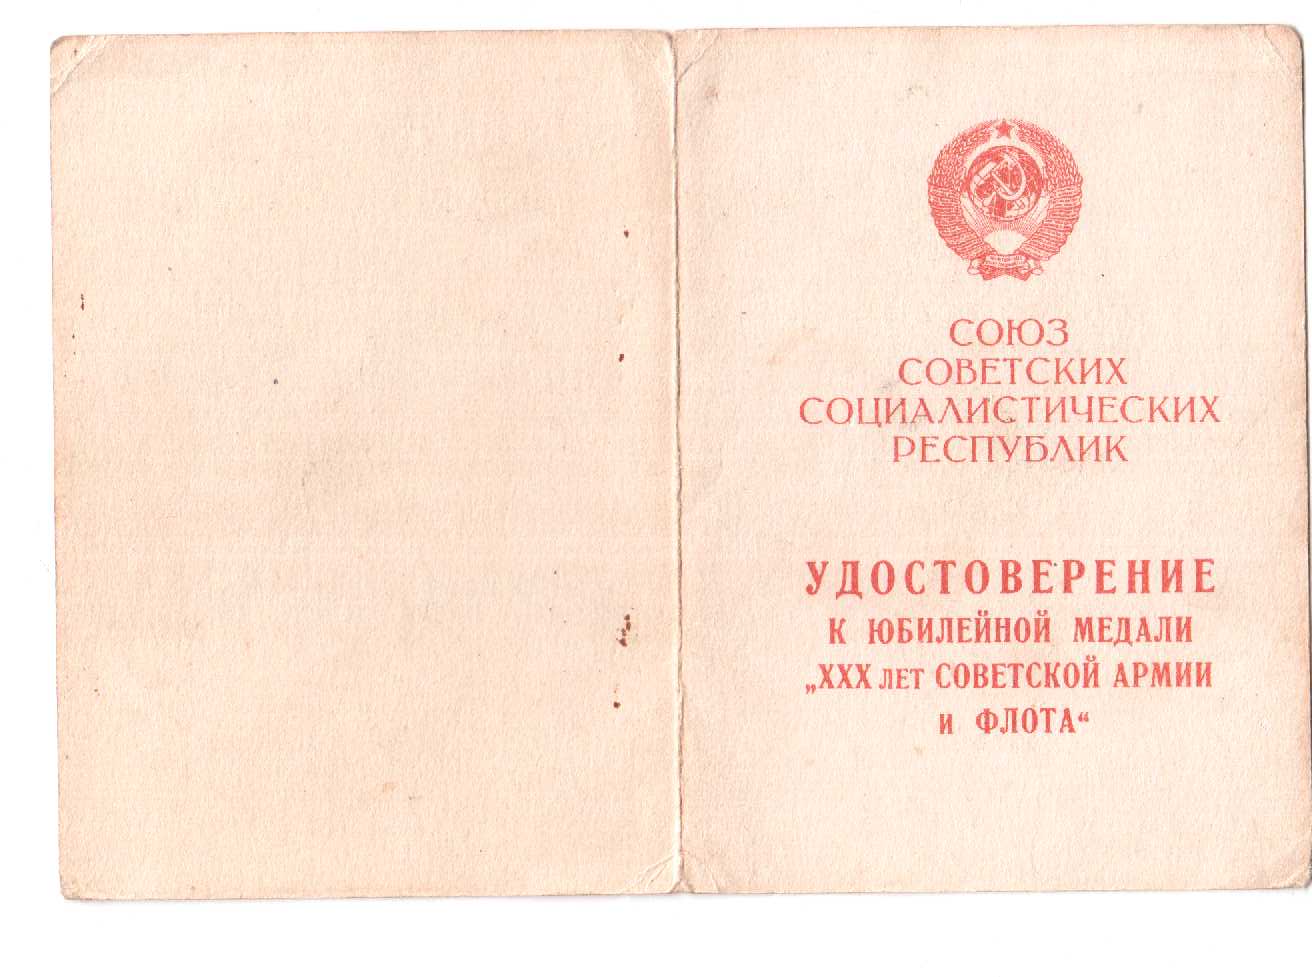 СОЮЗ
СОВЕТСКИХ
СОЦИАЛИСТИЧЕСКИХ
РЕСПУБЛИК
УДОСТОВЕРЕНИЕ
К ЮБИЛЕЙНОЙ МЕДАЛИ
„XXX ЛЕТ СОВЕТСКОЙ АРМИИ
И ФЛОТА“